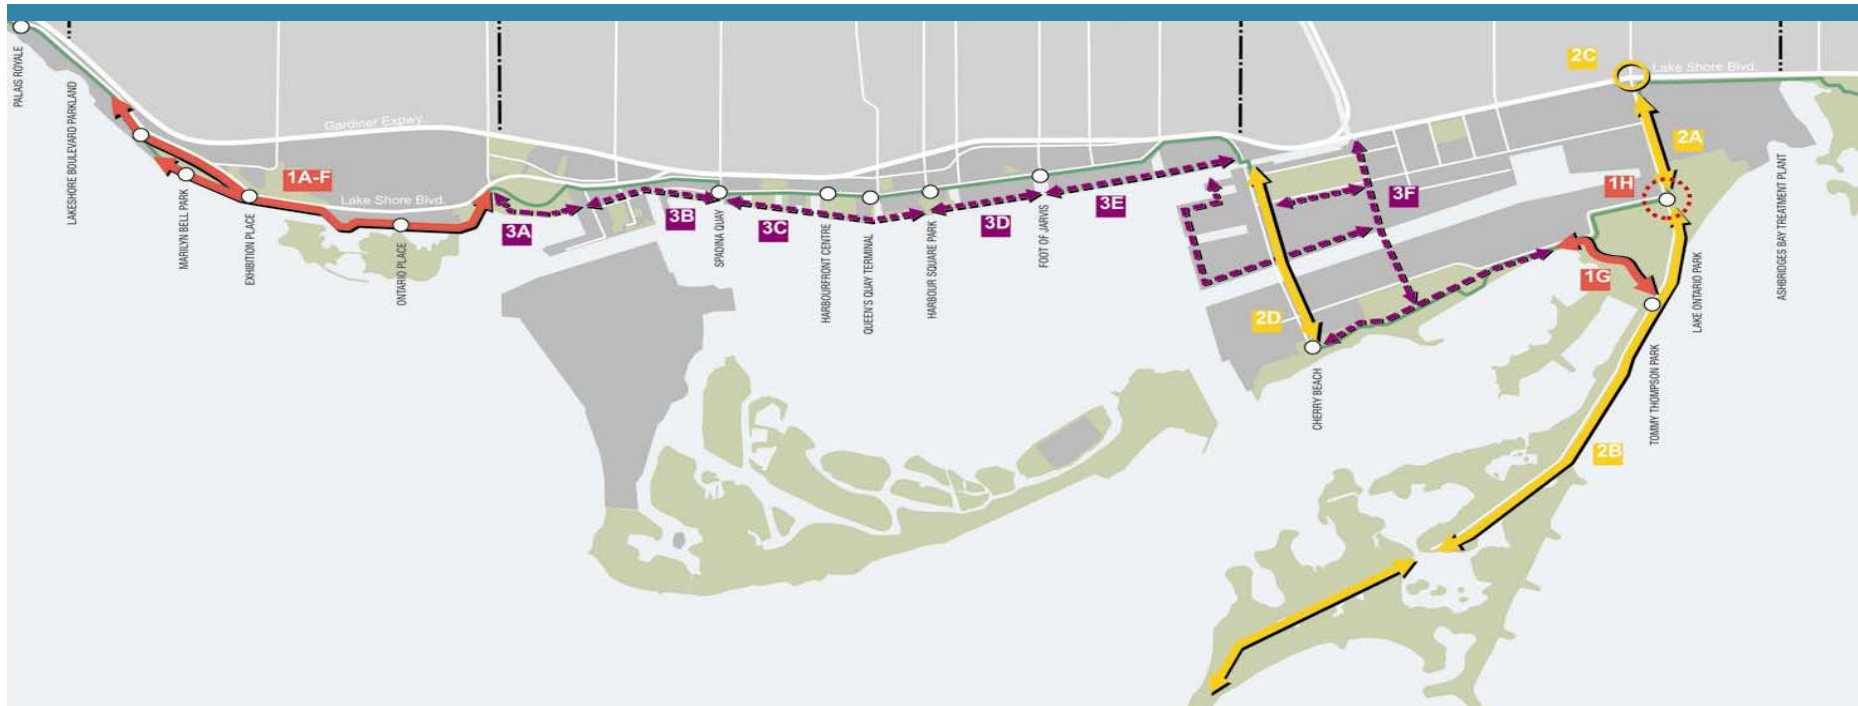 PALAIS ROYALE
LAKESHORE BOULEVARD PARKLAND
MARILYN BELL PARK
EXHIBITION PLACE
1A-F
Gardiner Expwy.
Lake Shore Blvd.
ONTARIO PLACE
3A
3B
SPADINA QUAY
3C
HARBOURFRONT CENTRE
QUEEN'S QUAY TERMINAL
HARBOUR SQUARE PARK
3D
FOOT OF JARVIS
3E
2D
CHERRY BEACH
3F
2C
Lake Shore Blvd.
2A
1H
1G
LAKE ONTARIO PARK
TOMMY THOMPSON PARK
2B
ASHBRIDGES BAY TREATMENT PLANT